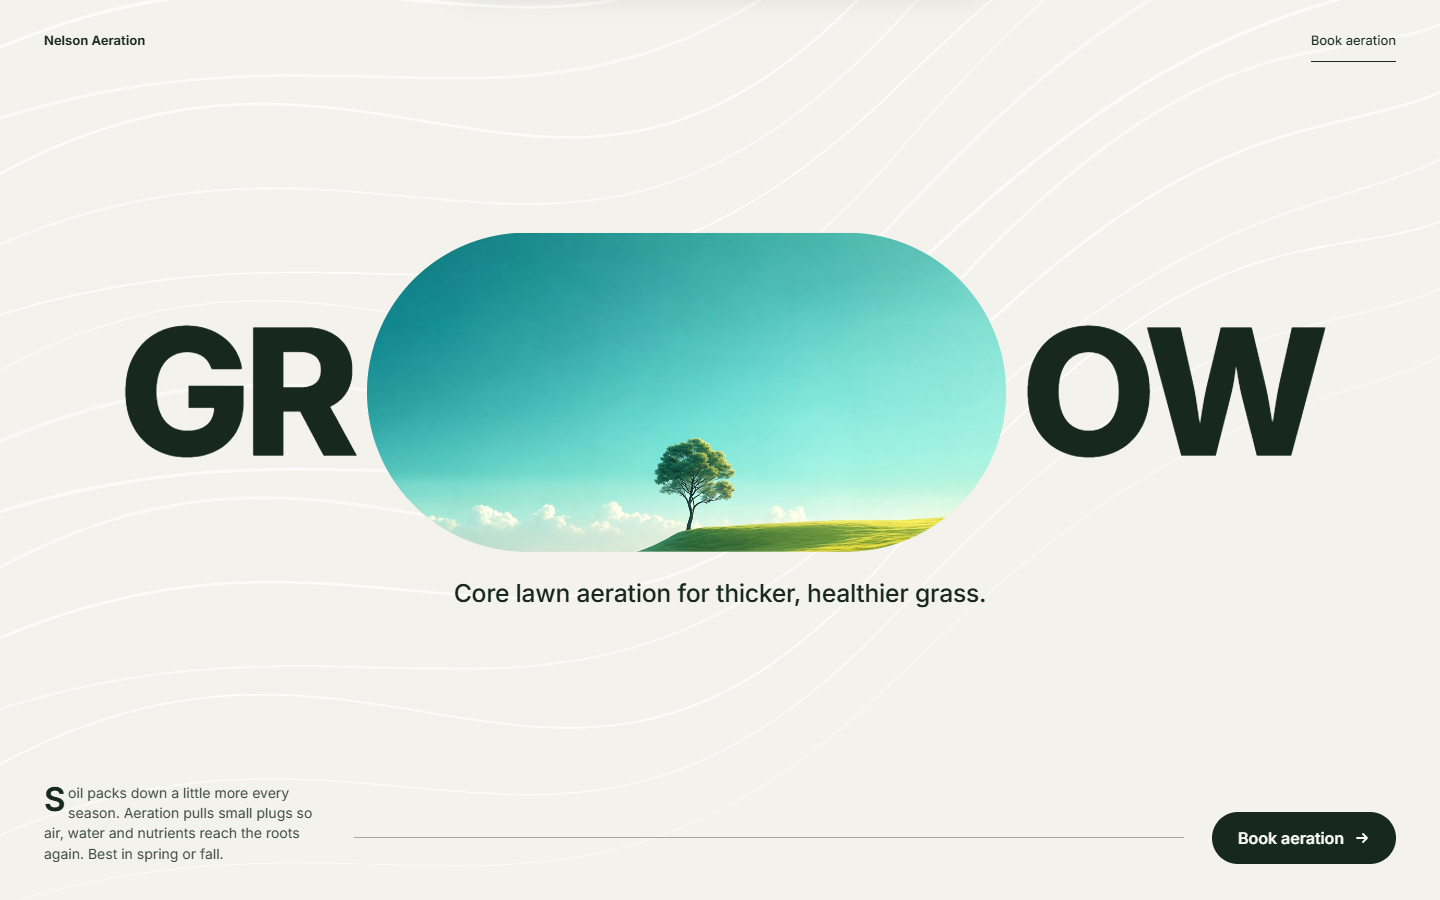 Nelson Aeration
Book aeration
GR OW
Core lawn aeration for thicker, healthier grass.
Soil packs down a little more every
season. Aeration pulls small plugs so
air, water and nutrients reach the roots
again. Best in spring or fall.
Book aeration →